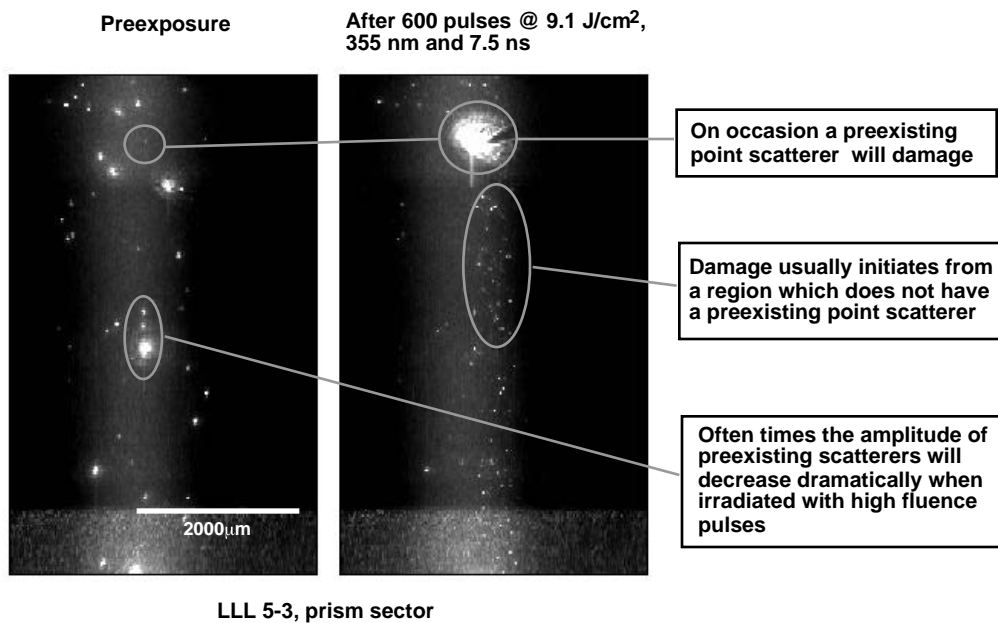 Preexposure
After 600 pulses @ 9.1 J/cm2,
355 nm and 7.5 ns
On occasion a preexisting
point scatterer will damage
Damage usually initiates from
a region which does not have
a preexisting point scatterer
Often times the amplitude of
preexisting scatterers will
decrease dramatically when
irradiated with high fluence
pulses
2000μm
LLL 5-3, prism sector